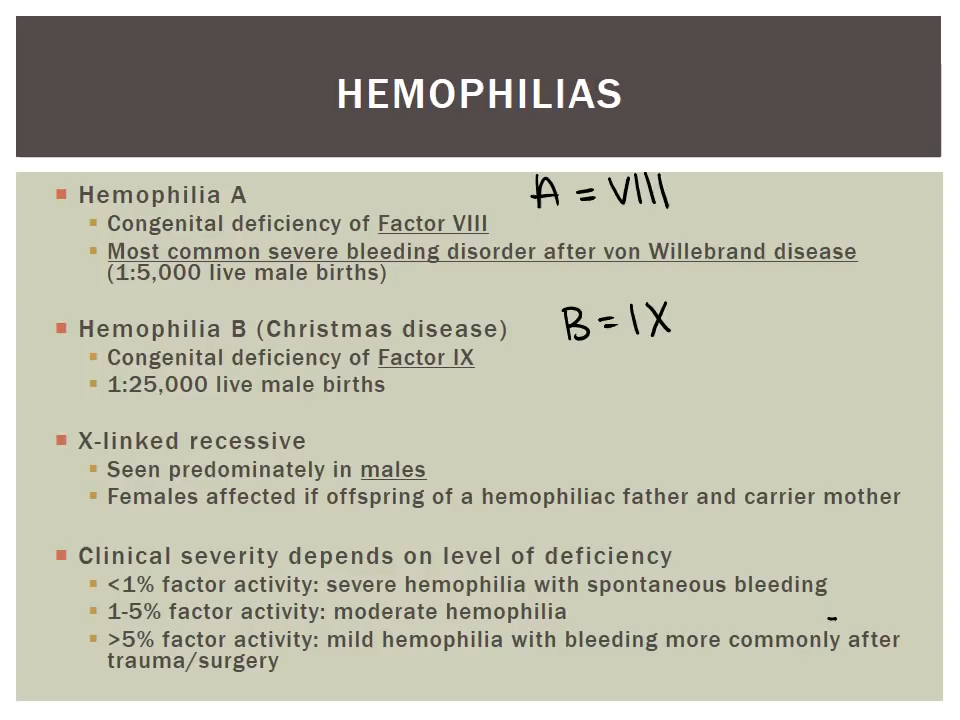 HEMOPHILIAS
Hemophilia A
A = VIII
Congenital deficiency of Factor VIII
Most common severe bleeding disorder after von Willebrand disease
(1:5,000 live male births)
Hemophilia B (Christmas disease)
B = IX
Congenital deficiency of Factor IX
1:25,000 live male births
X-linked recessive
Seen predominately in males
Females affected if offspring of a hemophiliac father and carrier mother
Clinical severity depends on level of deficiency
<1% factor activity: severe hemophilia with spontaneous bleeding
1-5% factor activity: moderate hemophilia
>5% factor activity: mild hemophilia with bleeding more commonly after
trauma/surgery